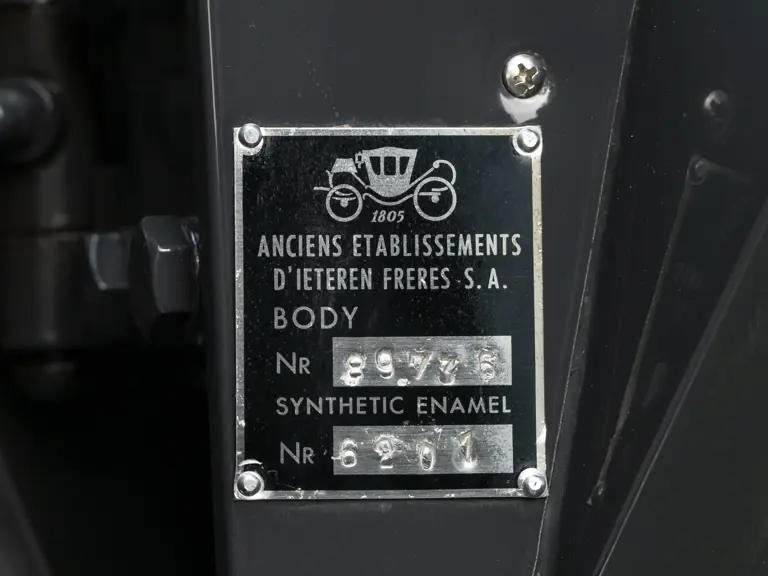 1805
ANCIENS ETABLISSEMENTS
D'IETEREN FRERES S.A.
BODY
NR
SYNTHETIC ENAMEL
NR